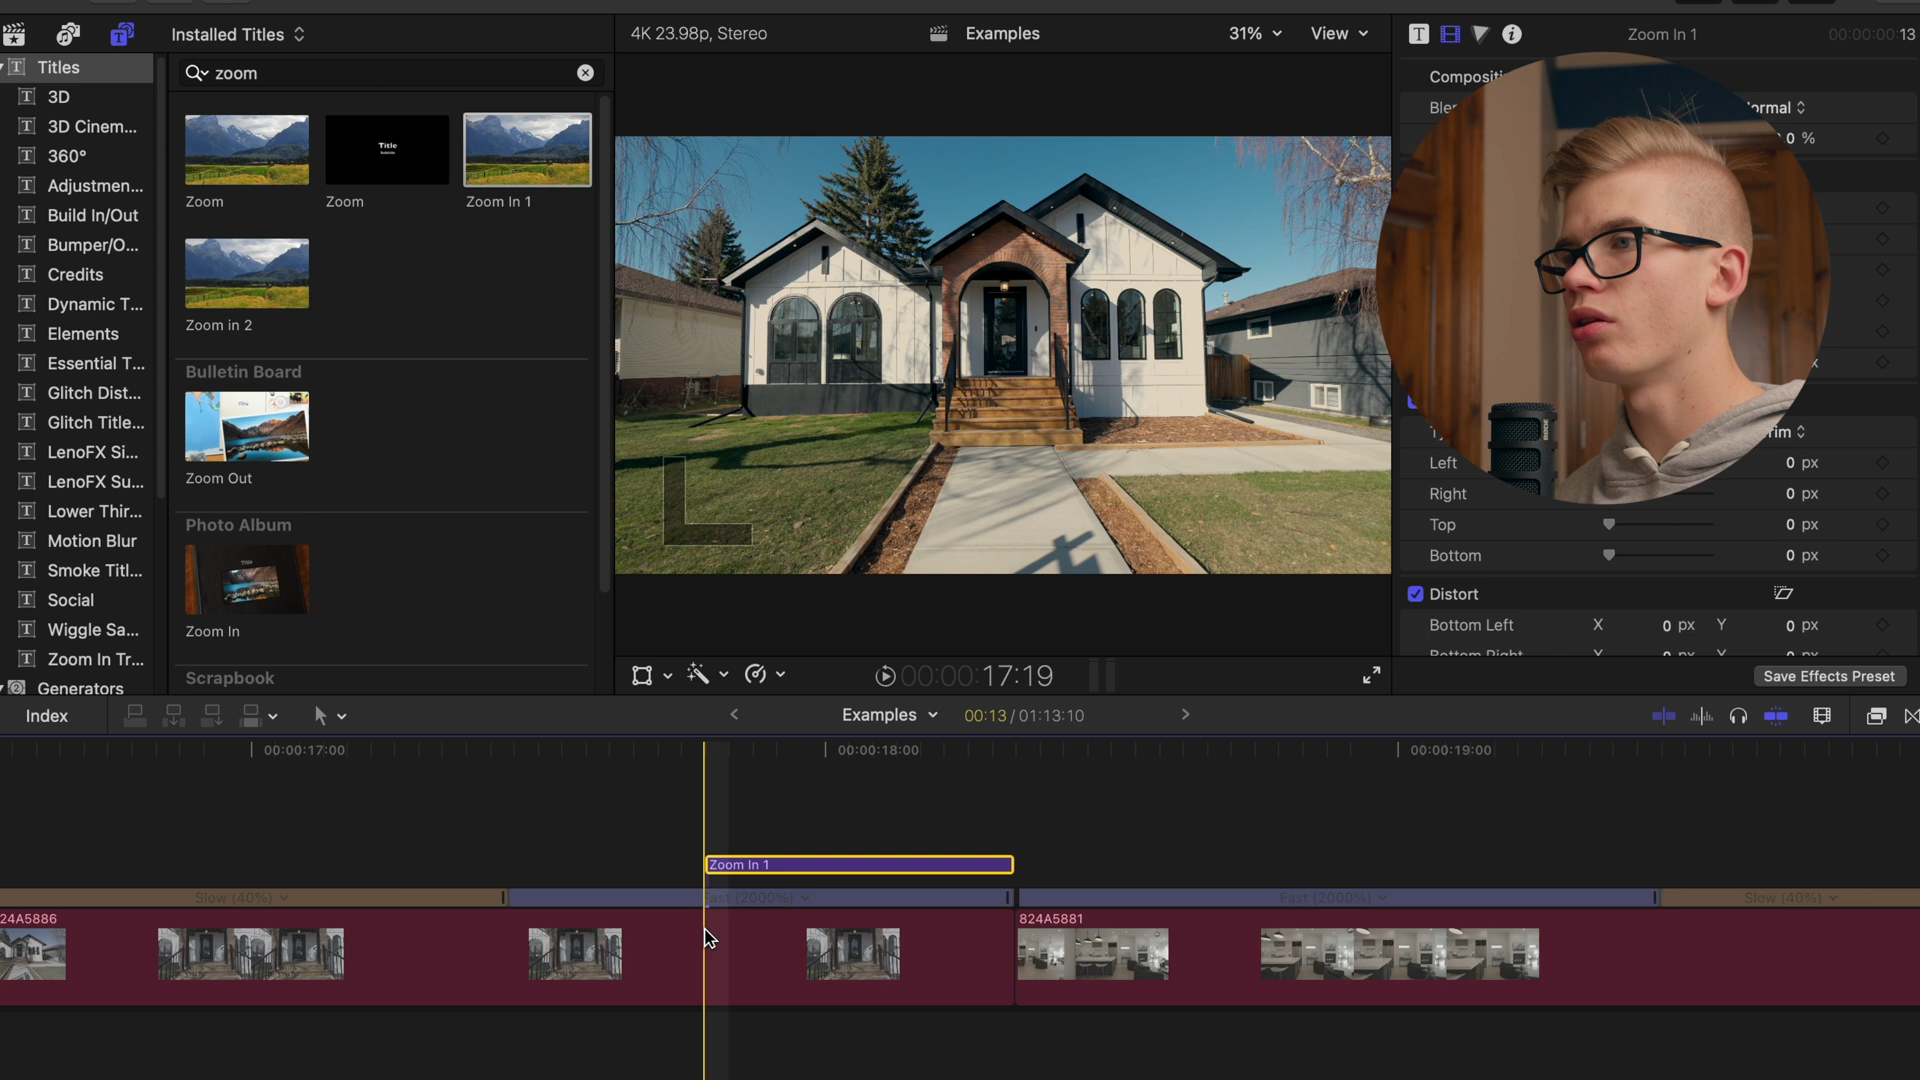 Installed Titles
4K 23.98p, Stereo
Examples
31%
View
Zoom In 1
00:00:00:13
Titles
3D
3D Cinem...
360°
Adjustmen...
Build In/Out
Bumper/O...
Credits
Dynamic T...
Elements
Essential T...
Glitch Dist...
Glitch Title...
LenoFX Si...
LenoFX Su...
Lower Thir...
Motion Blur
Smoke Titl...
Social
Wiggle Sa...
Zoom In Tr...
Generators
zoom
Zoom
Title
Zoom
Zoom In 1
Zoom in 2
Bulletin Board
Zoom Out
Photo Album
Zoom In
Scrapbook
0 %
RODE
Left 0 px
Right 0 px
Top 0 px
Bottom 0 px
Distort
Bottom Left X 0 px Y 0 px
Bottom Right
Save Effects Preset
00:00:00:17:19
Index
Examples
00:13 / 01:13:10
00:00:17:00
00:00:18:00
00:00:19:00
Zoom In 1
Slow (40%)
Fast (2000%)
Fast (2000%)
Slow (40%)
24A5886
824A5881